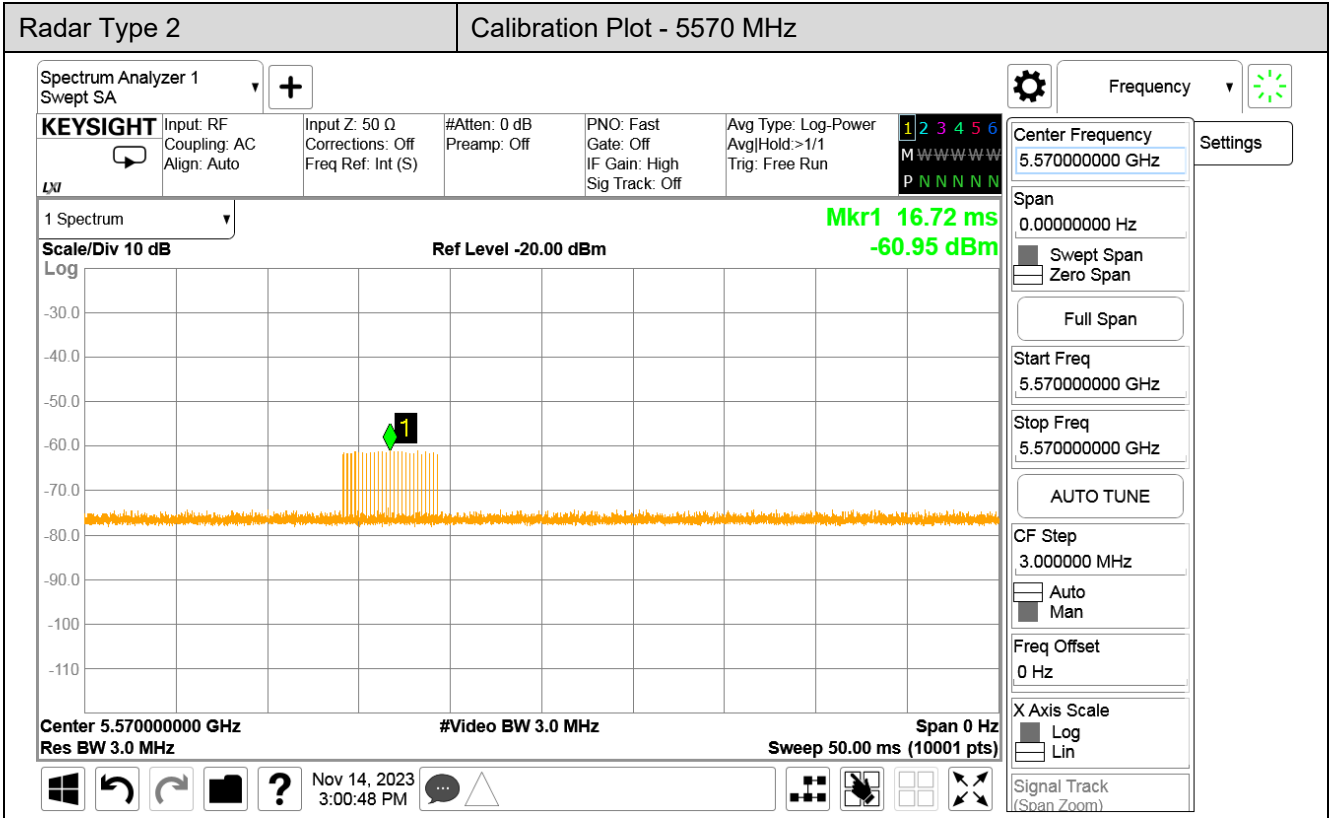 Radar Type 2
Calibration Plot - 5570 MHz
Spectrum Analyzer 1
Swept SA
+
Frequency
KEYSIGHT
LXI
Input: RF
Coupling: AC
Align: Auto
Input Z: 50 Ω
Corrections: Off
Freq Ref: Int (S)
#Atten: 0 dB
Preamp: Off
PNO: Fast
Gate: Off
IF Gain: High
Sig Track: Off
Avg Type: Log-Power
Avg|Hold:>1/1
Trig: Free Run
1 2 3 4 5 6
M W W W W W
P N N N N N
Center Frequency
5.570000000 GHz
Settings
Span
0.00000000 Hz
Swept Span
Zero Span
Full Span
Start Freq
5.570000000 GHz
Stop Freq
5.570000000 GHz
AUTO TUNE
CF Step
3.000000 MHz
Auto
Man
Freq Offset
0 Hz
X Axis Scale
Log
Lin
Signal Track
(Span Zoom)
1 Spectrum
Mkr1 16.72 ms
-60.95 dBm
Scale/Div 10 dB
Ref Level -20.00 dBm
Log
-30.0
-40.0
-50.0
1
-60.0
-70.0
-80.0
-90.0
-100
-110
Center 5.570000000 GHz
#Video BW 3.0 MHz
Span 0 Hz
Res BW 3.0 MHz
Sweep 50.00 ms (10001 pts)
?
Nov 14, 2023
3:00:48 PM